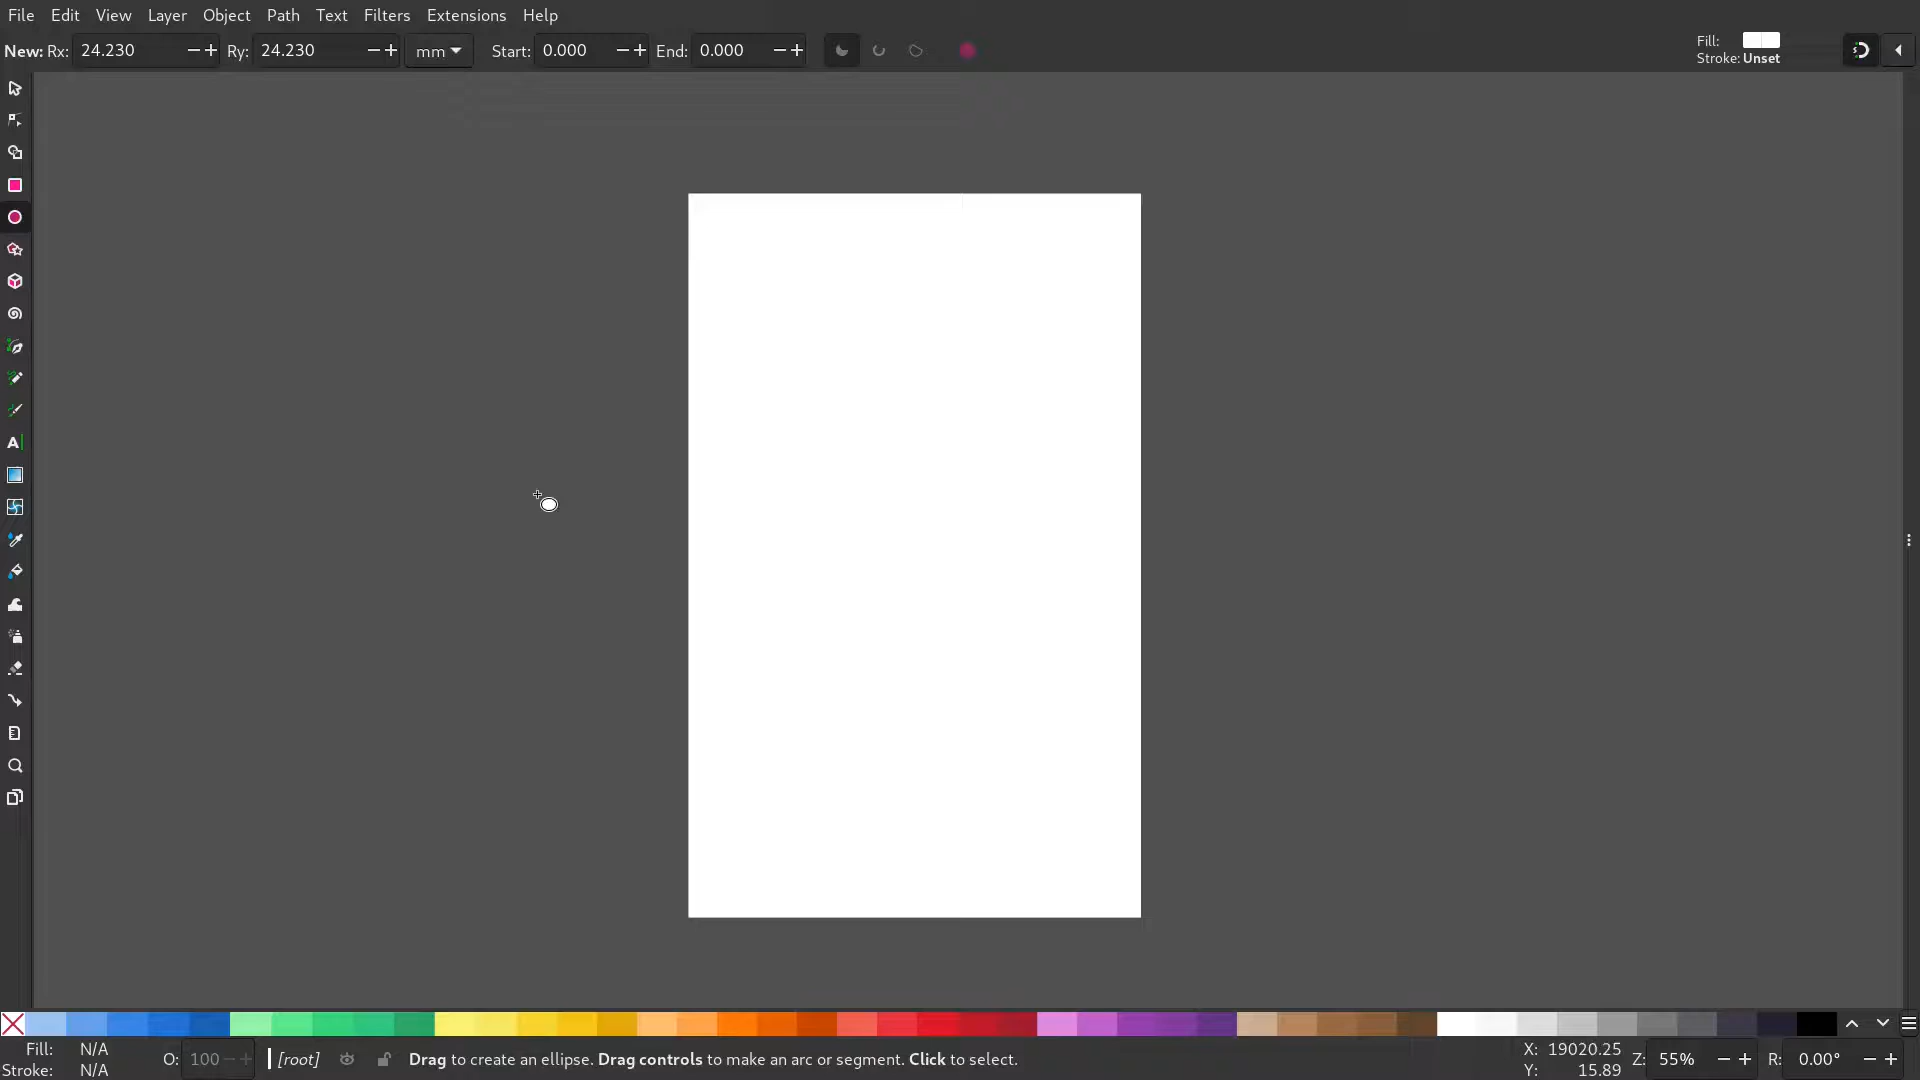 File Edit View Layer Object Path Text Filters Extensions Help
New: Rx: 24.230 Ry: 24.230 mm Start: 0.000 End: 0.000
Fill:
Stroke: Unset
A
Fill: N/A
Stroke: N/A
O: 100
[root]
Drag to create an ellipse. Drag controls to make an arc or segment. Click to select.
X: 19020.25
Y: 15.89
Z: 55%
R: 0.00°